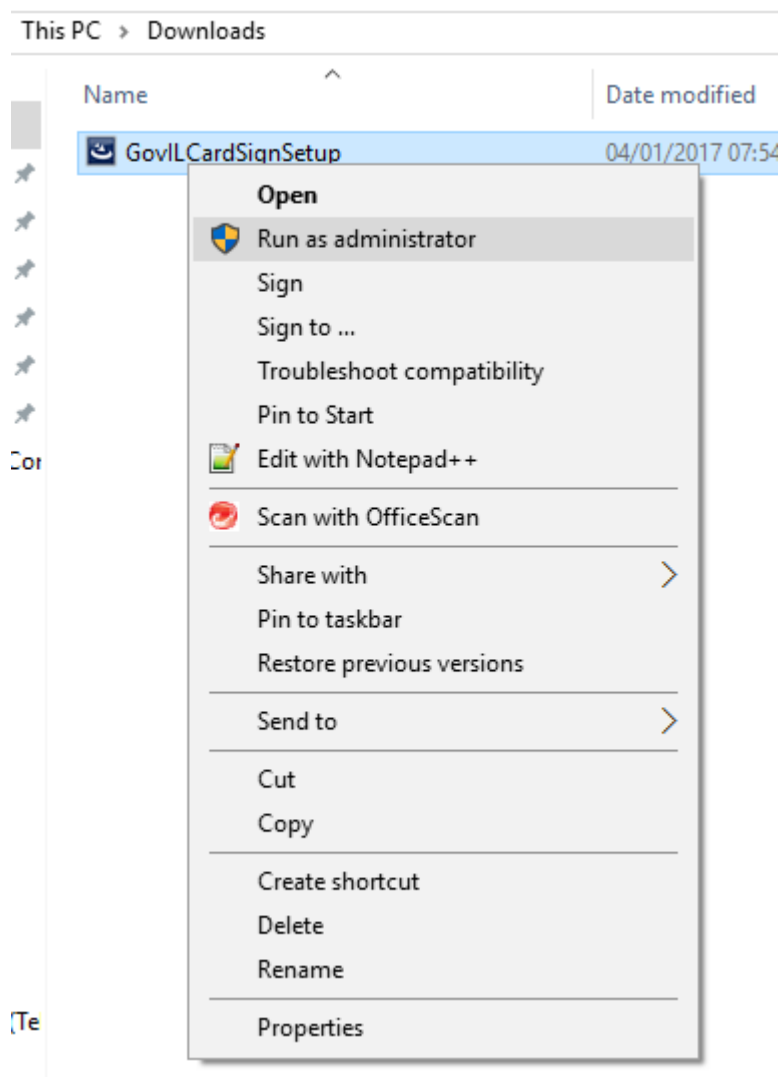 This PC > Downloads
Name Date modified
GovILCardSignSetup 04/01/2017 07:54
Open
Run as administrator
Sign
Sign to ...
Troubleshoot compatibility
Pin to Start
Edit with Notepad++
Cor
Scan with OfficeScan
Share with
Pin to taskbar
Restore previous versions
Send to
Cut
Copy
Create shortcut
Delete
Rename
(Te
Properties